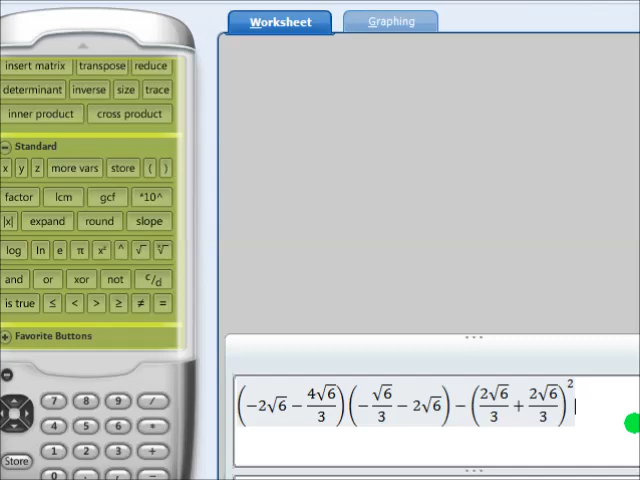 Worksheet Graphing
insert matrix transpose reduce
determinant inverse size trace
inner product cross product
Standard
x y z more vars store ( )
factor lcm gcf *10^
|x| expand round slope
log ln e π x² ^ √ ∛
and or xor not c/d
is true ≤ < > ≥ ≠ =
Favorite Buttons
7 8 9 /
4 5 6 *
1 2 3 +
Store
(−2√6 − 4√6/3)(−√6/3 − 2√6) − (2√6/3 + 2√6/3)²